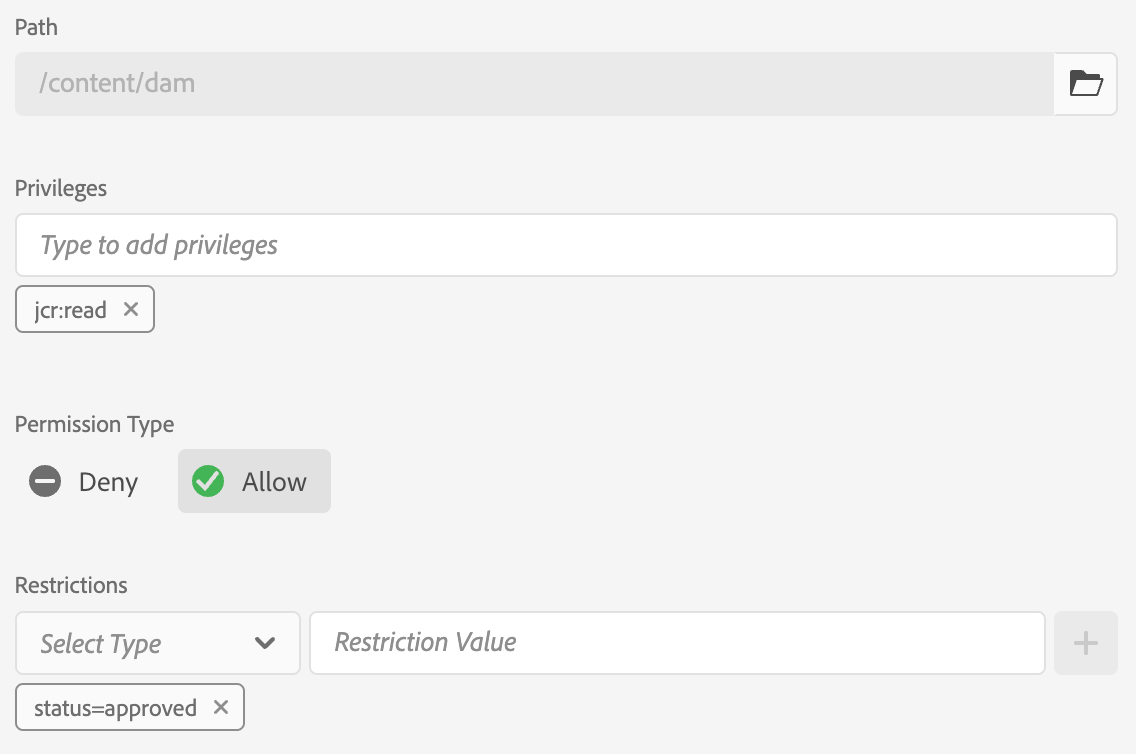 Path
/content/dam
Privileges
Type to add privileges
jcr:read
Permission Type
Deny Allow
Restrictions
Select Type Restriction Value
status=approved